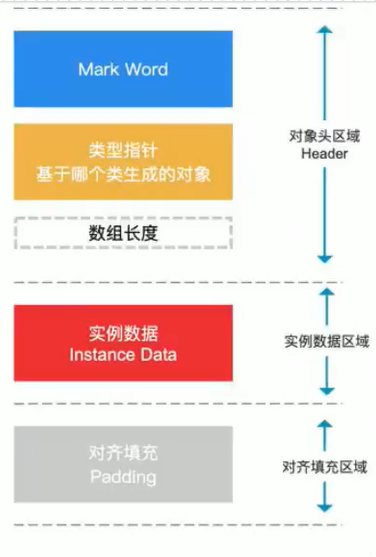 Mark Word
类型指针
基于哪个类生成的对象
数组长度
对象头区域
Header
实例数据
Instance Data
实例数据区域
对齐填充
Padding
对齐填充区域